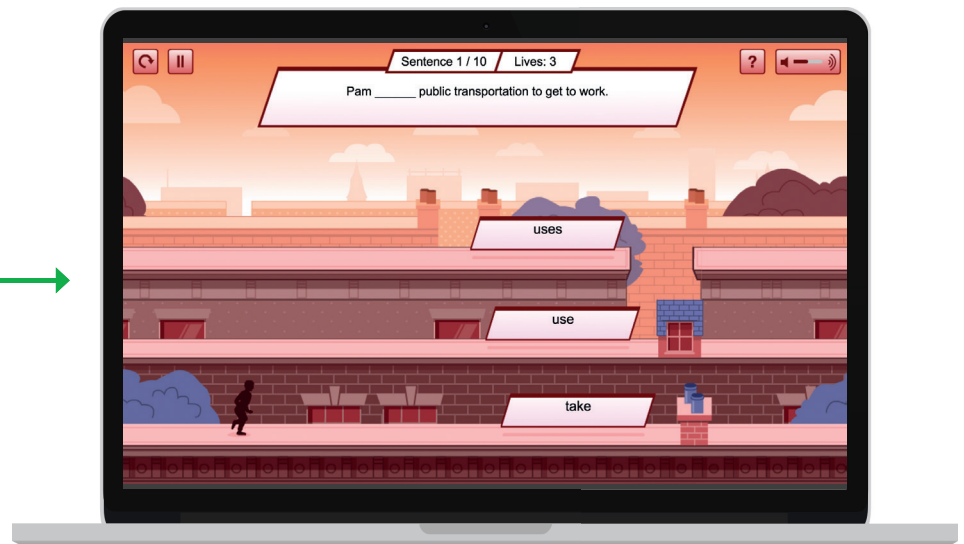 Sentence 1 / 10 Lives: 3
?
Pam ______ public transportation to get to work.
uses
use
take